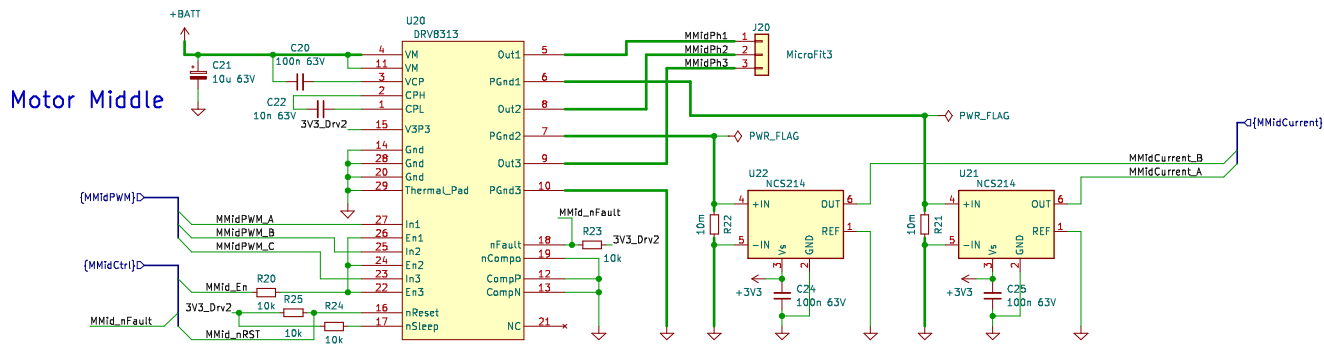 +BATT
U20
DRV8313
J20
MicroFit3
C20
100n 63V
C21
10u 63V
C22
10n 63V
3V3_Drv2
Motor Middle
4 VM
11 VM
3 VCP
2 CPH
1 CPL
15 V3P3
14 Gnd
28 Gnd
20 Gnd
29 Thermal_Pad
27 In1
26 En1
25 In2
24 En2
23 In3
22 En3
16 nReset
17 nSleep
Out1 5
PGnd1 6
Out2 8
PGnd2 7
Out3 9
PGnd3 10
nFault 18
nCompo 19
CompP 12
CompN 13
NC 21
MMidPh1 1
MMidPh2 2
MMidPh3 3
PWR_FLAG
PWR_FLAG
{MMidCurrent}
MMidCurrent_B
MMidCurrent_A
{MMidPWM}
MMidPWM_A
MMidPWM_B
MMidPWM_C
{MMidCtrl}
MMid_En
R20
10k
3V3_Drv2
R25
10k
R24
10k
MMid_nFault
MMid_nRST
MMid_nFault
R23
10k
3V3_Drv2
U22
NCS214
4 +IN
5 -IN
OUT 6
REF 1
Vs 3
GND 2
10m
R22
+3V3
C24
100n 63V
U21
NCS214
4 +IN
5 -IN
OUT 6
REF 1
Vs 3
GND 2
10m
R21
+3V3
C25
100n 63V